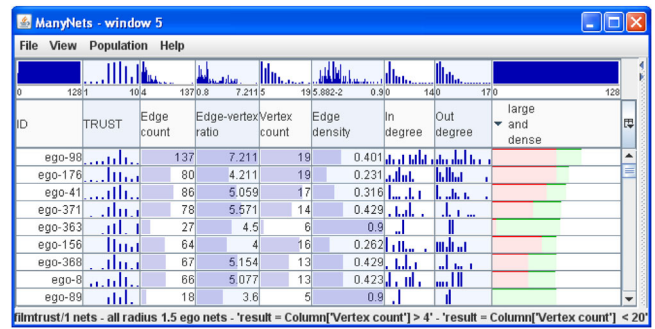 ManyNets - window 5
File View Population Help
0 128 1 10 4 137 0.8 7.211 5 19 5.882-2 0.9 0 14 0 17 0 128
ID TRUST Edge count Edge-vertex ratio Vertex count Edge density In degree Out degree large and dense
ego-98 137 7.211 19 0.401
ego-176 80 4.211 19 0.231
ego-41 86 5.059 17 0.316
ego-371 78 5.571 14 0.429
ego-363 27 4.5 6 0.9
ego-156 64 4 16 0.262
ego-368 67 5.154 13 0.429
ego-8 66 5.077 13 0.423
ego-89 18 3.6 5 0.9
filmtrust/1 nets - all radius 1.5 ego nets - 'result = Column['Vertex count'] > 4' - 'result = Column['Vertex count'] < 20'